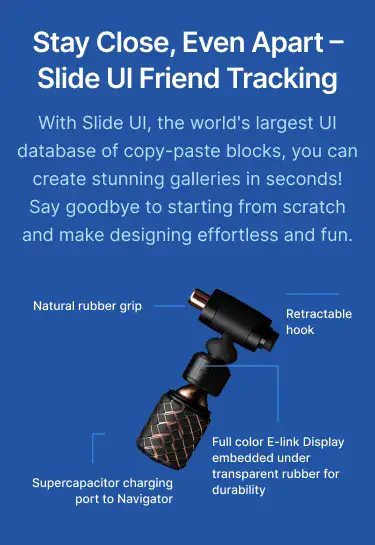 Stay Close, Even Apart –
Slide UI Friend Tracking
With Slide UI, the world's largest UI
database of copy-paste blocks, you can
create stunning galleries in seconds!
Say goodbye to starting from scratch
and make designing effortless and fun.
Natural rubber grip
Retractable
hook
Full color E-link Display
embedded under
transparent rubber for
durability
Supercapacitor charging
port to Navigator